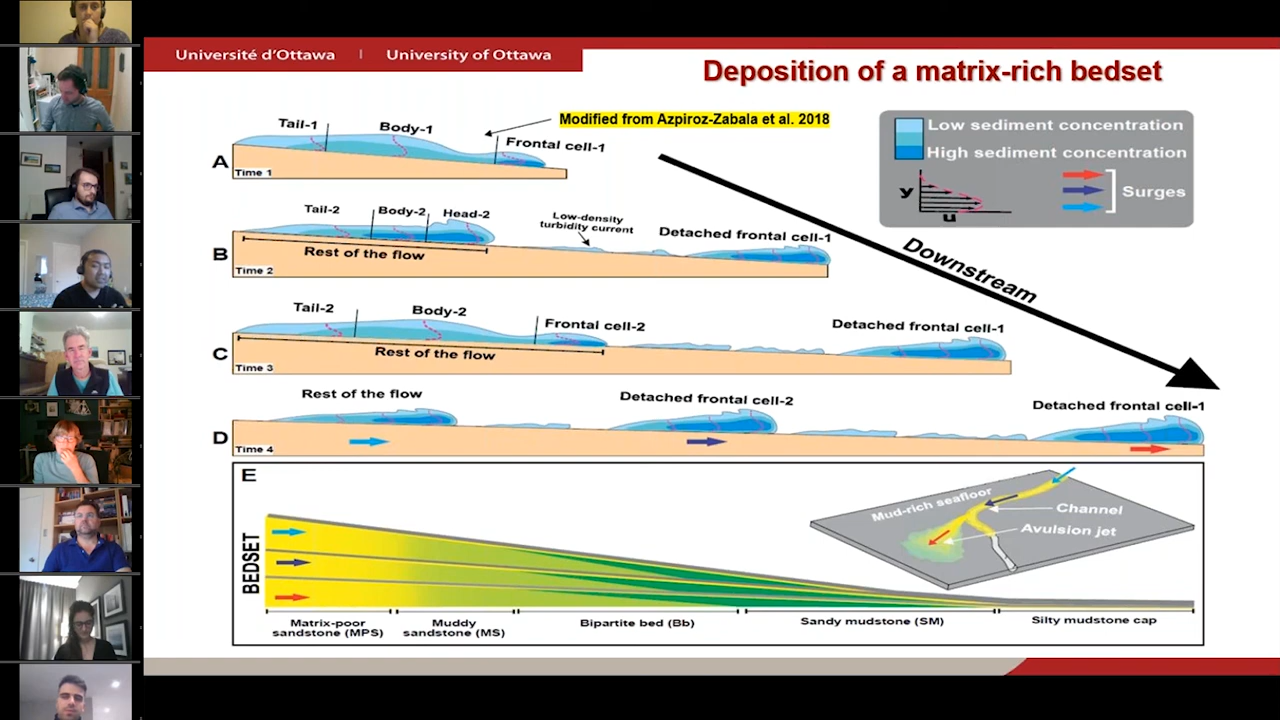 Université d'Ottawa | University of Ottawa
Deposition of a matrix-rich bedset
Modified from Azpiroz-Zabala et al. 2018
Tail-1
Body-1
Frontal cell-1
A
Time 1
Low sediment concentration
High sediment concentration
y
u
Surges
Tail-2
Body-2
Head-2
Low-density
turbidity current
Detached frontal cell-1
Rest of the flow
B
Time 2
Downstream
Tail-2
Body-2
Frontal cell-2
Detached frontal cell-1
Rest of the flow
C
Time 3
Rest of the flow
Detached frontal cell-2
Detached frontal cell-1
D
Time 4
E
Mud-rich seafloor
Channel
Avulsion jet
BEDSET
Matrix-poor
sandstone (MPS)
Muddy
sandstone (MS)
Bipartite bed (Bb)
Sandy mudstone (SM)
Silty mudstone cap